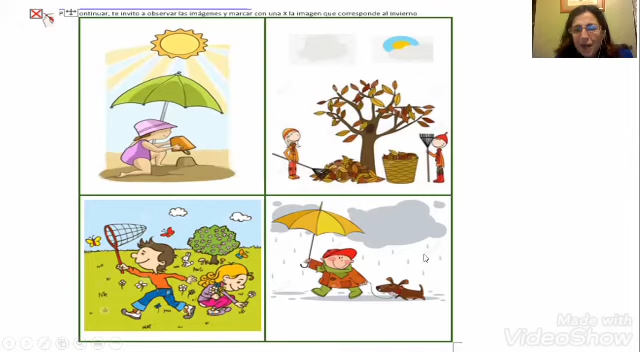 ontinuar, te invito a observar las imágenes y marcar con una X la imagen que corresponde al invierno
Made with
VideoShow